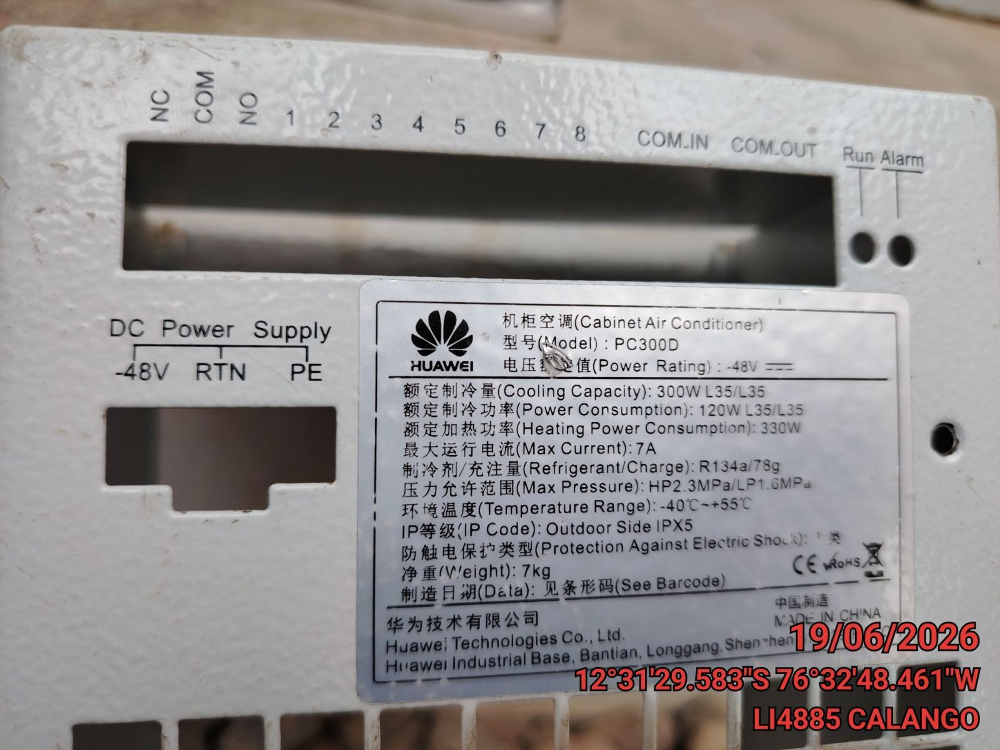 NC COM NO 1 2 3 4 5 6 7 8 COM_IN COM_OUT Run Alarm
DC Power Supply
-48V RTN PE
HUAWEI
机柜空调(Cabinet Air Conditioner)
型号(Model) : PC300D
电压额定值(Power Rating) : -48V
额定制冷量(Cooling Capacity): 300W L35/L35
额定制冷功率(Power Consumption): 120W L35/L35
额定加热功率(Heating Power Consumption): 330W
最大运行电流(Max Current): 7A
制冷剂/充注量(Refrigerant/Charge): R134a/78g
压力允许范围(Max Pressure): HP2.3MPa/LP1.6MPa
环境温度(Temperature Range): -40℃~+55℃
IP等级(IP Code): Outdoor Side IPX5
防触电保护类型(Protection Against Electric Shock): 类
净重(Weight): 7kg
CE RoHS
制造日期(Data): 见条形码(See Barcode)
华为技术有限公司
中国制造
MADE IN CHINA
Huawei Technologies Co., Ltd.
Huawei Industrial Base, Bantian, Longgang, Shenzhen
19/06/2026
12°31'29.583"S 76°32'48.461"W
LI4885 CALANGO